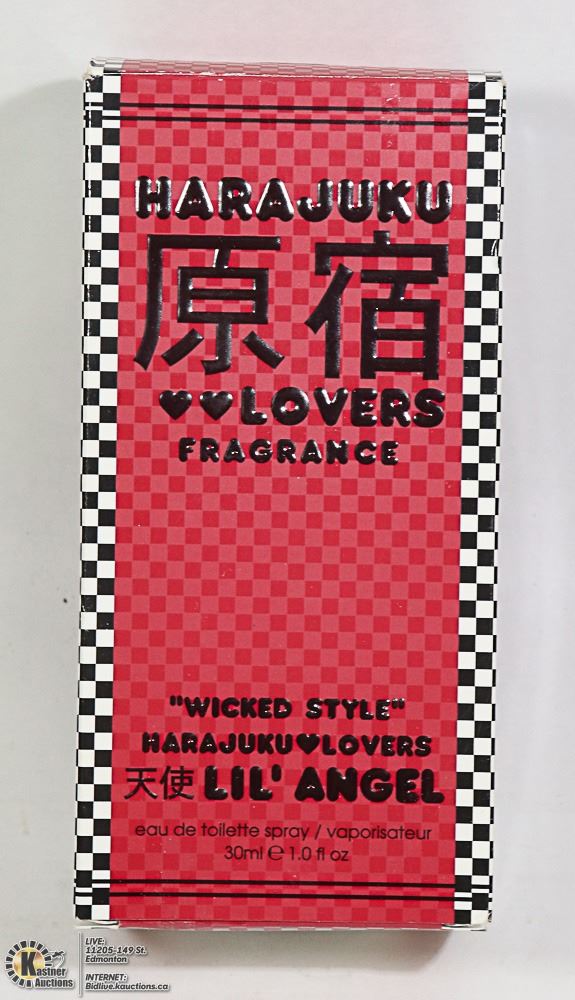 HARAJUKU
原宿
♥♥LOVERS
FRAGRANCE
"WICKED STYLE"
HARAJUKU♥LOVERS
天使 LIL' ANGEL
eau de toilette spray / vaporisateur
30ml ℮ 1.0 fl oz
Kastner
Auctions
LIVE:
11205-149 St.
Edmonton
INTERNET:
Bidlive.kauctions.ca